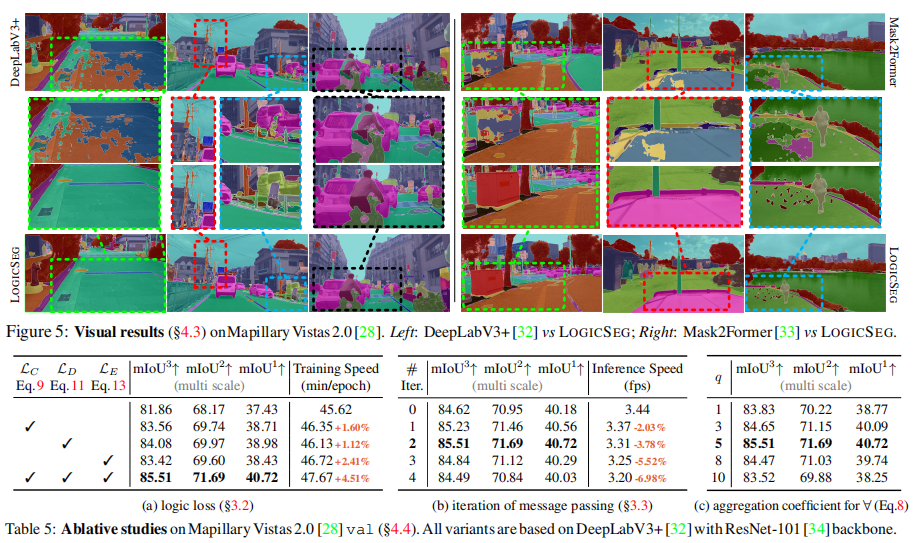 DeepLabV3+
Mask2Former
LOGICSEG
LOGICSEG
Figure 5: Visual results (§4.3) on Mapillary Vistas 2.0 [28]. Left: DeepLabV3+ [32] vs LOGICSEG; Right: Mask2Former [33] vs LOGICSEG.
ℒC ℒD ℒE mIoU³↑ mIoU²↑ mIoU¹↑ Training Speed
Eq.9 Eq.11 Eq.13 (multi scale) (min/epoch)
81.86 68.17 37.43 45.62
✓ 83.56 69.74 38.71 46.35 +1.60%
✓ 84.08 69.97 38.98 46.13 +1.12%
✓ 83.42 69.60 38.43 46.72 +2.41%
✓ ✓ ✓ 85.51 71.69 40.72 47.67 +4.51%
(a) logic loss (§3.2)
# mIoU³↑ mIoU²↑ mIoU¹↑ Inference Speed
Iter. (multi scale) (fps)
0 84.62 70.95 40.18 3.44
1 85.23 71.46 40.56 3.37 -2.03%
2 85.51 71.69 40.72 3.31 -3.78%
3 84.84 71.12 40.29 3.25 -5.52%
4 84.49 70.84 40.03 3.20 -6.98%
(b) iteration of message passing (§3.3)
q mIoU³↑ mIoU²↑ mIoU¹↑
(multi scale)
1 83.83 70.22 38.77
3 84.65 71.15 40.09
5 85.51 71.69 40.72
8 84.47 71.03 39.74
10 83.52 69.88 38.25
(c) aggregation coefficient for ∀ (Eq.8)
Table 5: Ablative studies on Mapillary Vistas 2.0 [28] val (§4.4). All variants are based on DeepLabV3+ [32] with ResNet-101 [34] backbone.